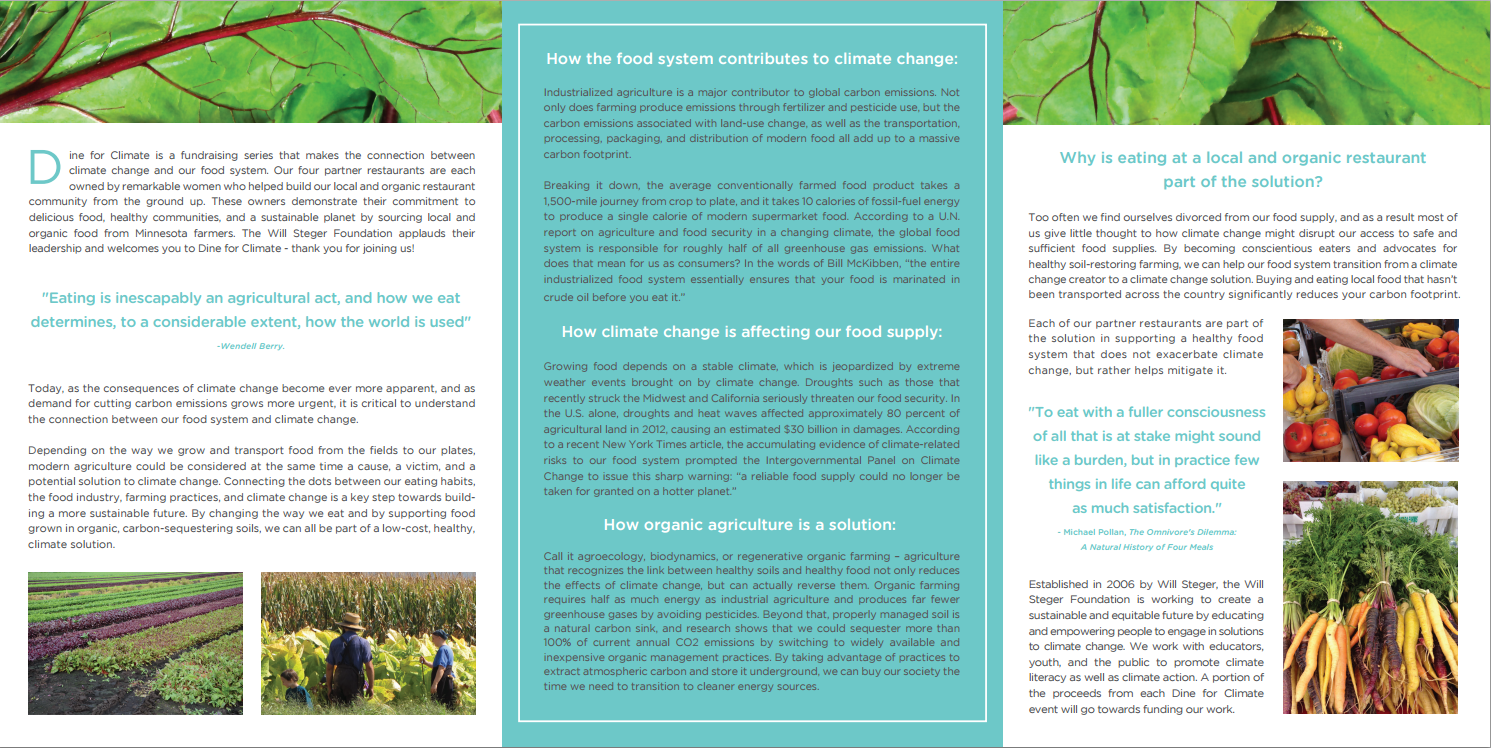 Dine for Climate is a fundraising series that makes the connection between
climate change and our food system. Our four partner restaurants are each
owned by remarkable women who helped build our local and organic restaurant
community from the ground up. These owners demonstrate their commitment to
delicious food, healthy communities, and a sustainable planet by sourcing local and
organic food from Minnesota farmers. The Will Steger Foundation applauds their
leadership and welcomes you to Dine for Climate - thank you for joining us!
"Eating is inescapably an agricultural act, and how we eat
determines, to a considerable extent, how the world is used"
-Wendell Berry.
Today, as the consequences of climate change become ever more apparent, and as
demand for cutting carbon emissions grows more urgent, it is critical to understand
the connection between our food system and climate change.
Depending on the way we grow and transport food from the fields to our plates,
modern agriculture could be considered at the same time a cause, a victim, and a
potential solution to climate change. Connecting the dots between our eating habits,
the food industry, farming practices, and climate change is a key step towards build-
ing a more sustainable future. By changing the way we eat and by supporting food
grown in organic, carbon-sequestering soils, we can all be part of a low-cost, healthy,
climate solution.
How the food system contributes to climate change:
Industrialized agriculture is a major contributor to global carbon emissions. Not
only does farming produce emissions through fertilizer and pesticide use, but the
carbon emissions associated with land-use change, as well as the transportation,
processing, packaging, and distribution of modern food all add up to a massive
carbon footprint.
Breaking it down, the average conventionally farmed food product takes a
1,500-mile journey from crop to plate, and it takes 10 calories of fossil-fuel energy
to produce a single calorie of modern supermarket food. According to a U.N.
report on agriculture and food security in a changing climate, the global food
system is responsible for roughly half of all greenhouse gas emissions. What
does that mean for us as consumers? In the words of Bill McKibben, “the entire
industrialized food system essentially ensures that your food is marinated in
crude oil before you eat it.”
How climate change is affecting our food supply:
Growing food depends on a stable climate, which is jeopardized by extreme
weather events brought on by climate change. Droughts such as those that
recently struck the Midwest and California seriously threaten our food security. In
the U.S. alone, droughts and heat waves affected approximately 80 percent of
agricultural land in 2012, causing an estimated $30 billion in damages. According
to a recent New York Times article, the accumulating evidence of climate-related
risks to our food system prompted the Intergovernmental Panel on Climate
Change to issue this sharp warning: “a reliable food supply could no longer be
taken for granted on a hotter planet.”
How organic agriculture is a solution:
Call it agroecology, biodynamics, or regenerative organic farming – agriculture
that recognizes the link between healthy soils and healthy food not only reduces
the effects of climate change, but can actually reverse them. Organic farming
requires half as much energy as industrial agriculture and produces far fewer
greenhouse gases by avoiding pesticides. Beyond that, properly managed soil is
a natural carbon sink, and research shows that we could sequester more than
100% of current annual CO2 emissions by switching to widely available and
inexpensive organic management practices. By taking advantage of practices to
extract atmospheric carbon and store it underground, we can buy our society the
time we need to transition to cleaner energy sources.
Why is eating at a local and organic restaurant
part of the solution?
Too often we find ourselves divorced from our food supply, and as a result most of
us give little thought to how climate change might disrupt our access to safe and
sufficient food supplies. By becoming conscientious eaters and advocates for
healthy soil-restoring farming, we can help our food system transition from a climate
change creator to a climate change solution. Buying and eating local food that hasn't
been transported across the country significantly reduces your carbon footprint.
Each of our partner restaurants are part of
the solution in supporting a healthy food
system that does not exacerbate climate
change, but rather helps mitigate it.
"To eat with a fuller consciousness
of all that is at stake might sound
like a burden, but in practice few
things in life can afford quite
as much satisfaction."
- Michael Pollan, The Omnivore's Dilemma:
A Natural History of Four Meals
Established in 2006 by Will Steger, the Will
Steger Foundation is working to create a
sustainable and equitable future by educating
and empowering people to engage in solutions
to climate change. We work with educators,
youth, and the public to promote climate
literacy as well as climate action. A portion of
the proceeds from each Dine for Climate
event will go towards funding our work.